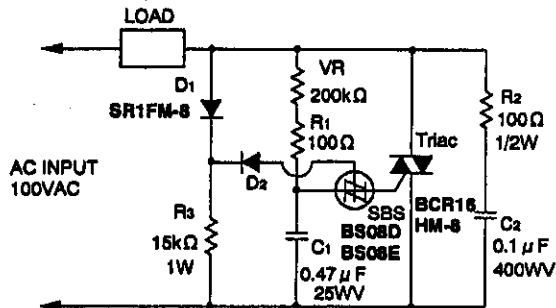 LOAD
D1
SR1FM-8
VR
200kΩ
R1
100Ω
R2
100Ω
1/2W
Triac
AC INPUT
100VAC
D2
SBS
BS08D
BS08E
BCR16
HM-8
R3
15kΩ
1W
C1
0.47μF
25WV
C2
0.1μF
400WV